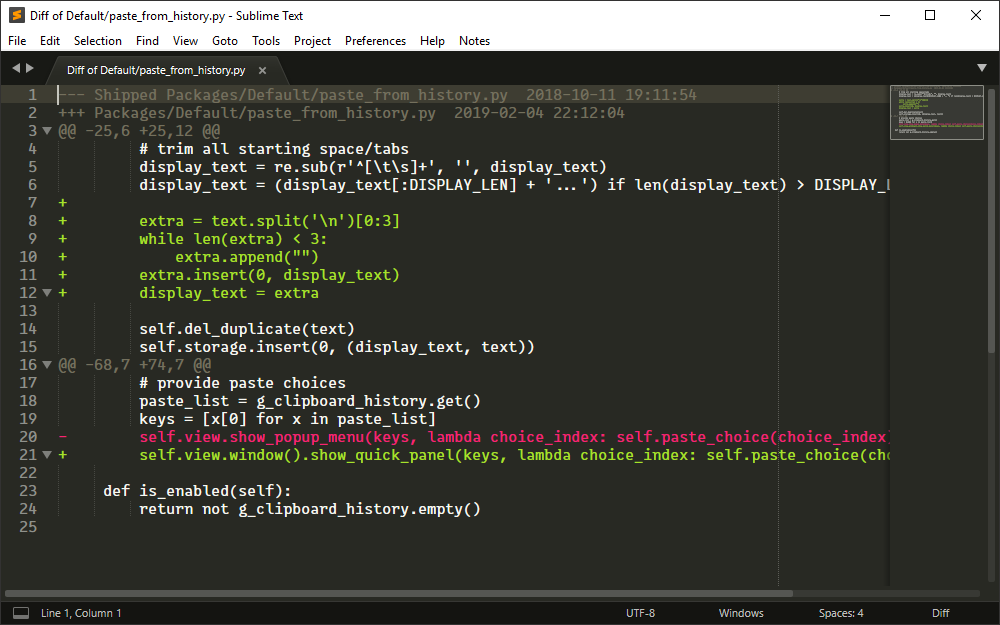 Diff of Default/paste_from_history.py - Sublime Text
File Edit Selection Find View Goto Tools Project Preferences Help Notes
Diff of Default/paste_from_history.py
1 --- Shipped Packages/Default/paste_from_history.py  2018-10-11 19:11:54
2 +++ Packages/Default/paste_from_history.py  2019-02-04 22:12:04
3 @@ -25,6 +25,12 @@
4         # trim all starting space/tabs
5         display_text = re.sub(r'^[\t\s]+', '', display_text)
6         display_text = (display_text[:DISPLAY_LEN] + '...') if len(display_text) > DISPLAY_L
7 +
8 +        extra = text.split('\n')[0:3]
9 +        while len(extra) < 3:
10 +            extra.append("")
11 +        extra.insert(0, display_text)
12 +        display_text = extra
13
14         self.del_duplicate(text)
15         self.storage.insert(0, (display_text, text))
16 @@ -68,7 +74,7 @@
17         # provide paste choices
18         paste_list = g_clipboard_history.get()
19         keys = [x[0] for x in paste_list]
20 -        self.view.show_popup_menu(keys, lambda choice_index: self.paste_choice(choice_index)
21 +        self.view.window().show_quick_panel(keys, lambda choice_index: self.paste_choice(cho
22
23     def is_enabled(self):
24         return not g_clipboard_history.empty()
25
Line 1, Column 1 UTF-8 Windows Spaces: 4 Diff